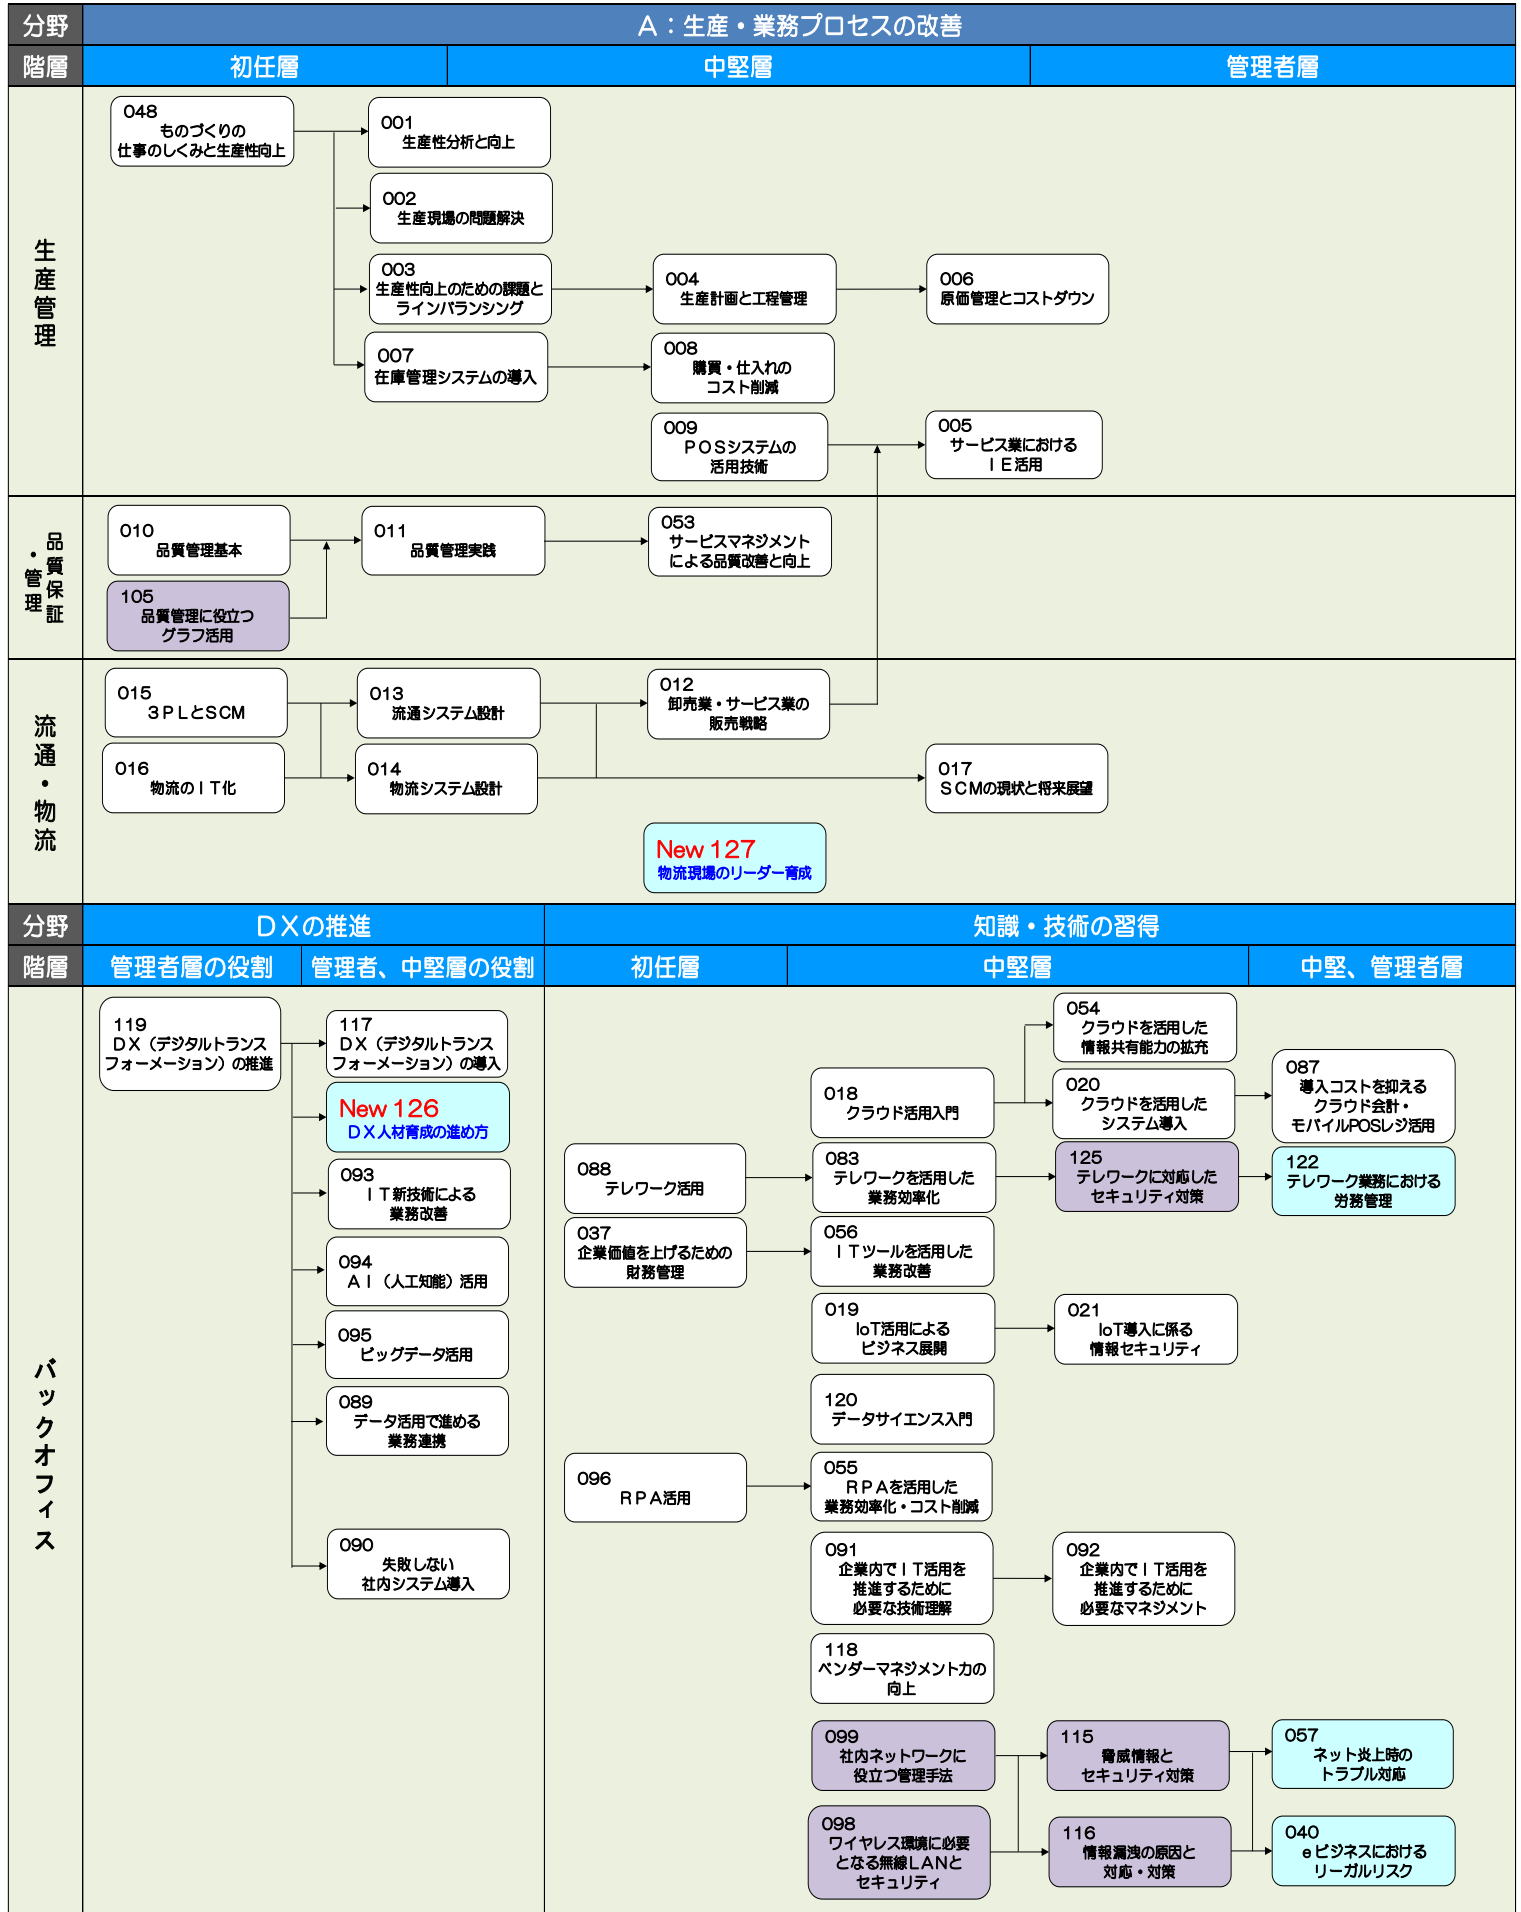 分野
A：生産・業務プロセスの改善
階層
初任層
中堅層
管理者層
生産管理
048
ものづくりの
仕事のしくみと生産性向上
001
生産性分析と向上
002
生産現場の問題解決
003
生産性向上のための課題と
ラインバランシング
004
生産計画と工程管理
006
原価管理とコストダウン
007
在庫管理システムの導入
008
購買・仕入れの
コスト削減
009
ＰＯＳシステムの
活用技術
005
サービス業における
ＩＥ活用
品質保証
・管理
010
品質管理基本
011
品質管理実践
053
サービスマネジメント
による品質改善と向上
105
品質管理に役立つ
グラフ活用
流通・物流
015
３ＰＬとSCM
013
流通システム設計
012
卸売業・サービス業の
販売戦略
016
物流のＩＴ化
014
物流システム設計
017
ＳＣＭの現状と将来展望
New 127
物流現場のリーダー育成
分野
ＤＸの推進
知識・技術の習得
階層
管理者層の役割
管理者、中堅層の役割
初任層
中堅層
中堅、管理者層
バックオフィス
119
ＤＸ（デジタルトランス
フォーメーション）の推進
117
ＤＸ（デジタルトランス
フォーメーション）の導入
New 126
ＤＸ人材育成の進め方
093
ＩＴ新技術による
業務改善
094
ＡＩ（人工知能）活用
095
ビッグデータ活用
089
データ活用で進める
業務連携
090
失敗しない
社内システム導入
054
クラウドを活用した
情報共有能力の拡充
018
クラウド活用入門
020
クラウドを活用した
システム導入
087
導入コストを抑える
クラウド会計・
モバイルPOSレジ活用
088
テレワーク活用
083
テレワークを活用した
業務効率化
125
テレワークに対応した
セキュリティ対策
122
テレワーク業務における
労務管理
037
企業価値を上げるための
財務管理
056
ＩＴツールを活用した
業務改善
019
IoT活用による
ビジネス展開
021
IoT導入に係る
情報セキュリティ
120
データサイエンス入門
096
ＲＰＡ活用
055
ＲＰＡを活用した
業務効率化・コスト削減
091
企業内でＩＴ活用を
推進するために
必要な技術理解
092
企業内でＩＴ活用を
推進するために
必要なマネジメント
118
ベンダーマネジメント力の
向上
099
社内ネットワークに
役立つ管理手法
115
脅威情報と
セキュリティ対策
057
ネット炎上時の
トラブル対応
098
ワイヤレス環境に必要
となる無線ＬＡＮと
セキュリティ
116
情報漏洩の原因と
対応・対策
040
ｅビジネスにおける
リーガルリスク